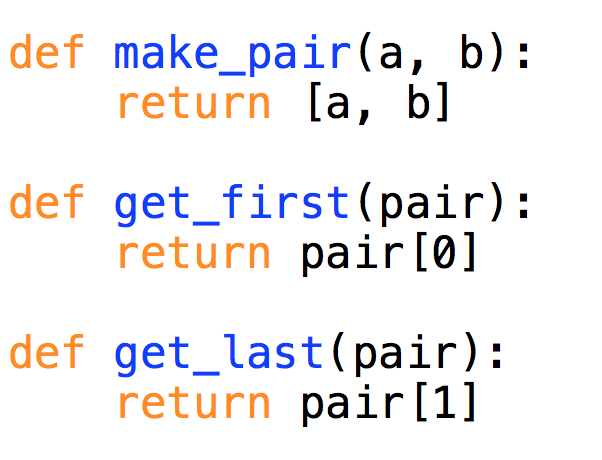 def make_pair(a, b):
    return [a, b]
def get_first(pair):
    return pair[0]
def get_last(pair):
    return pair[1]